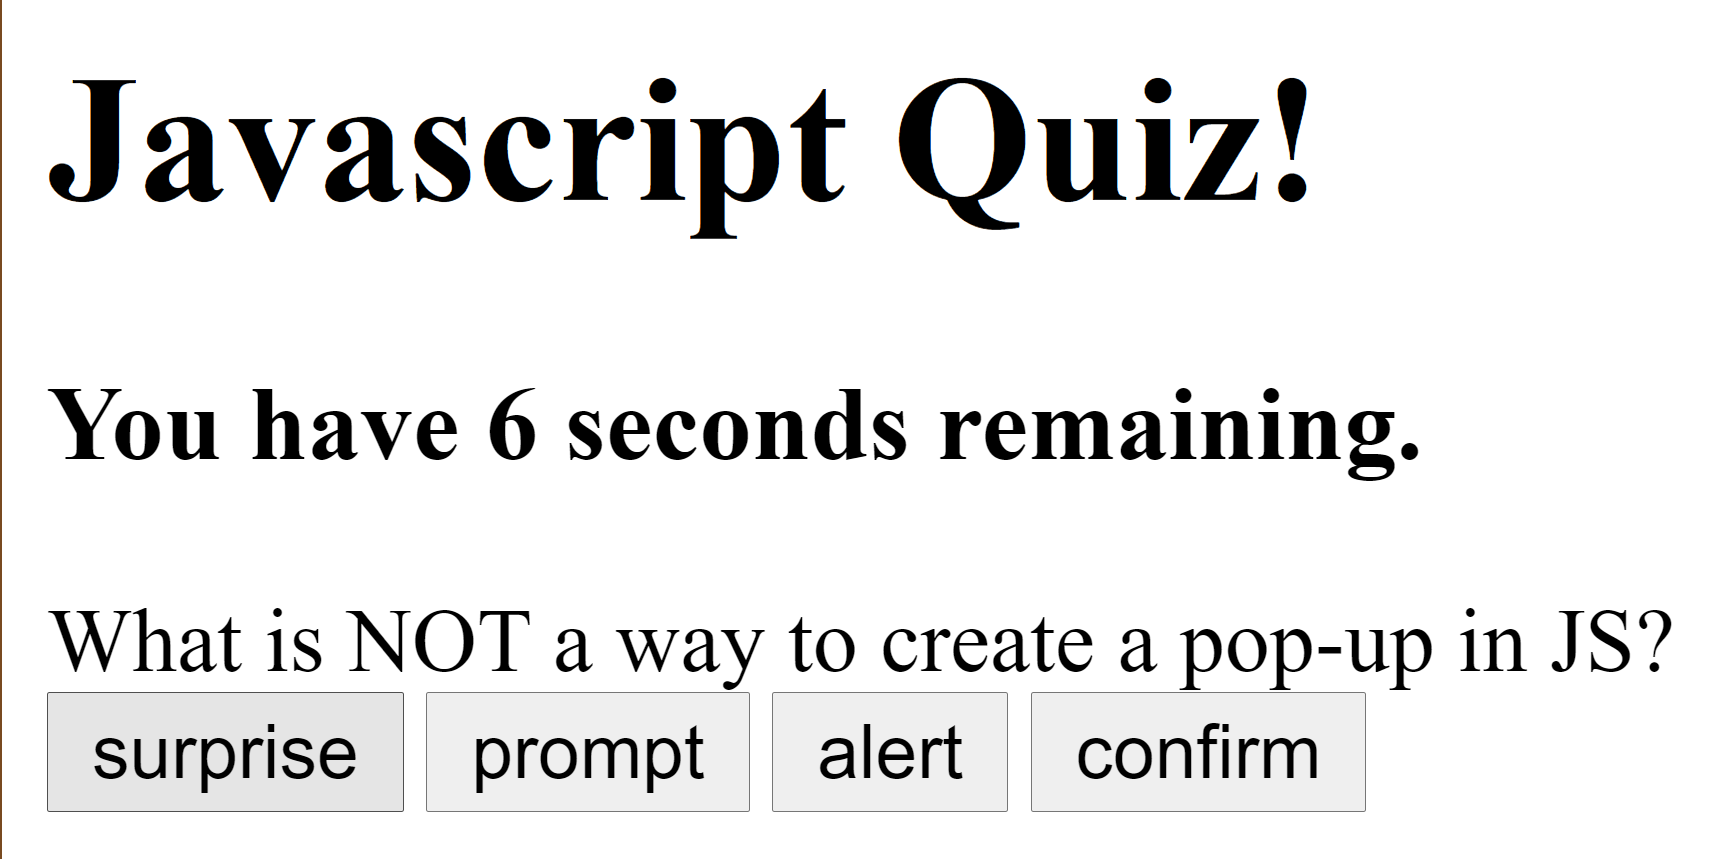 Javascript Quiz!
You have 6 seconds remaining.
What is NOT a way to create a pop-up in JS?
surprise prompt alert confirm